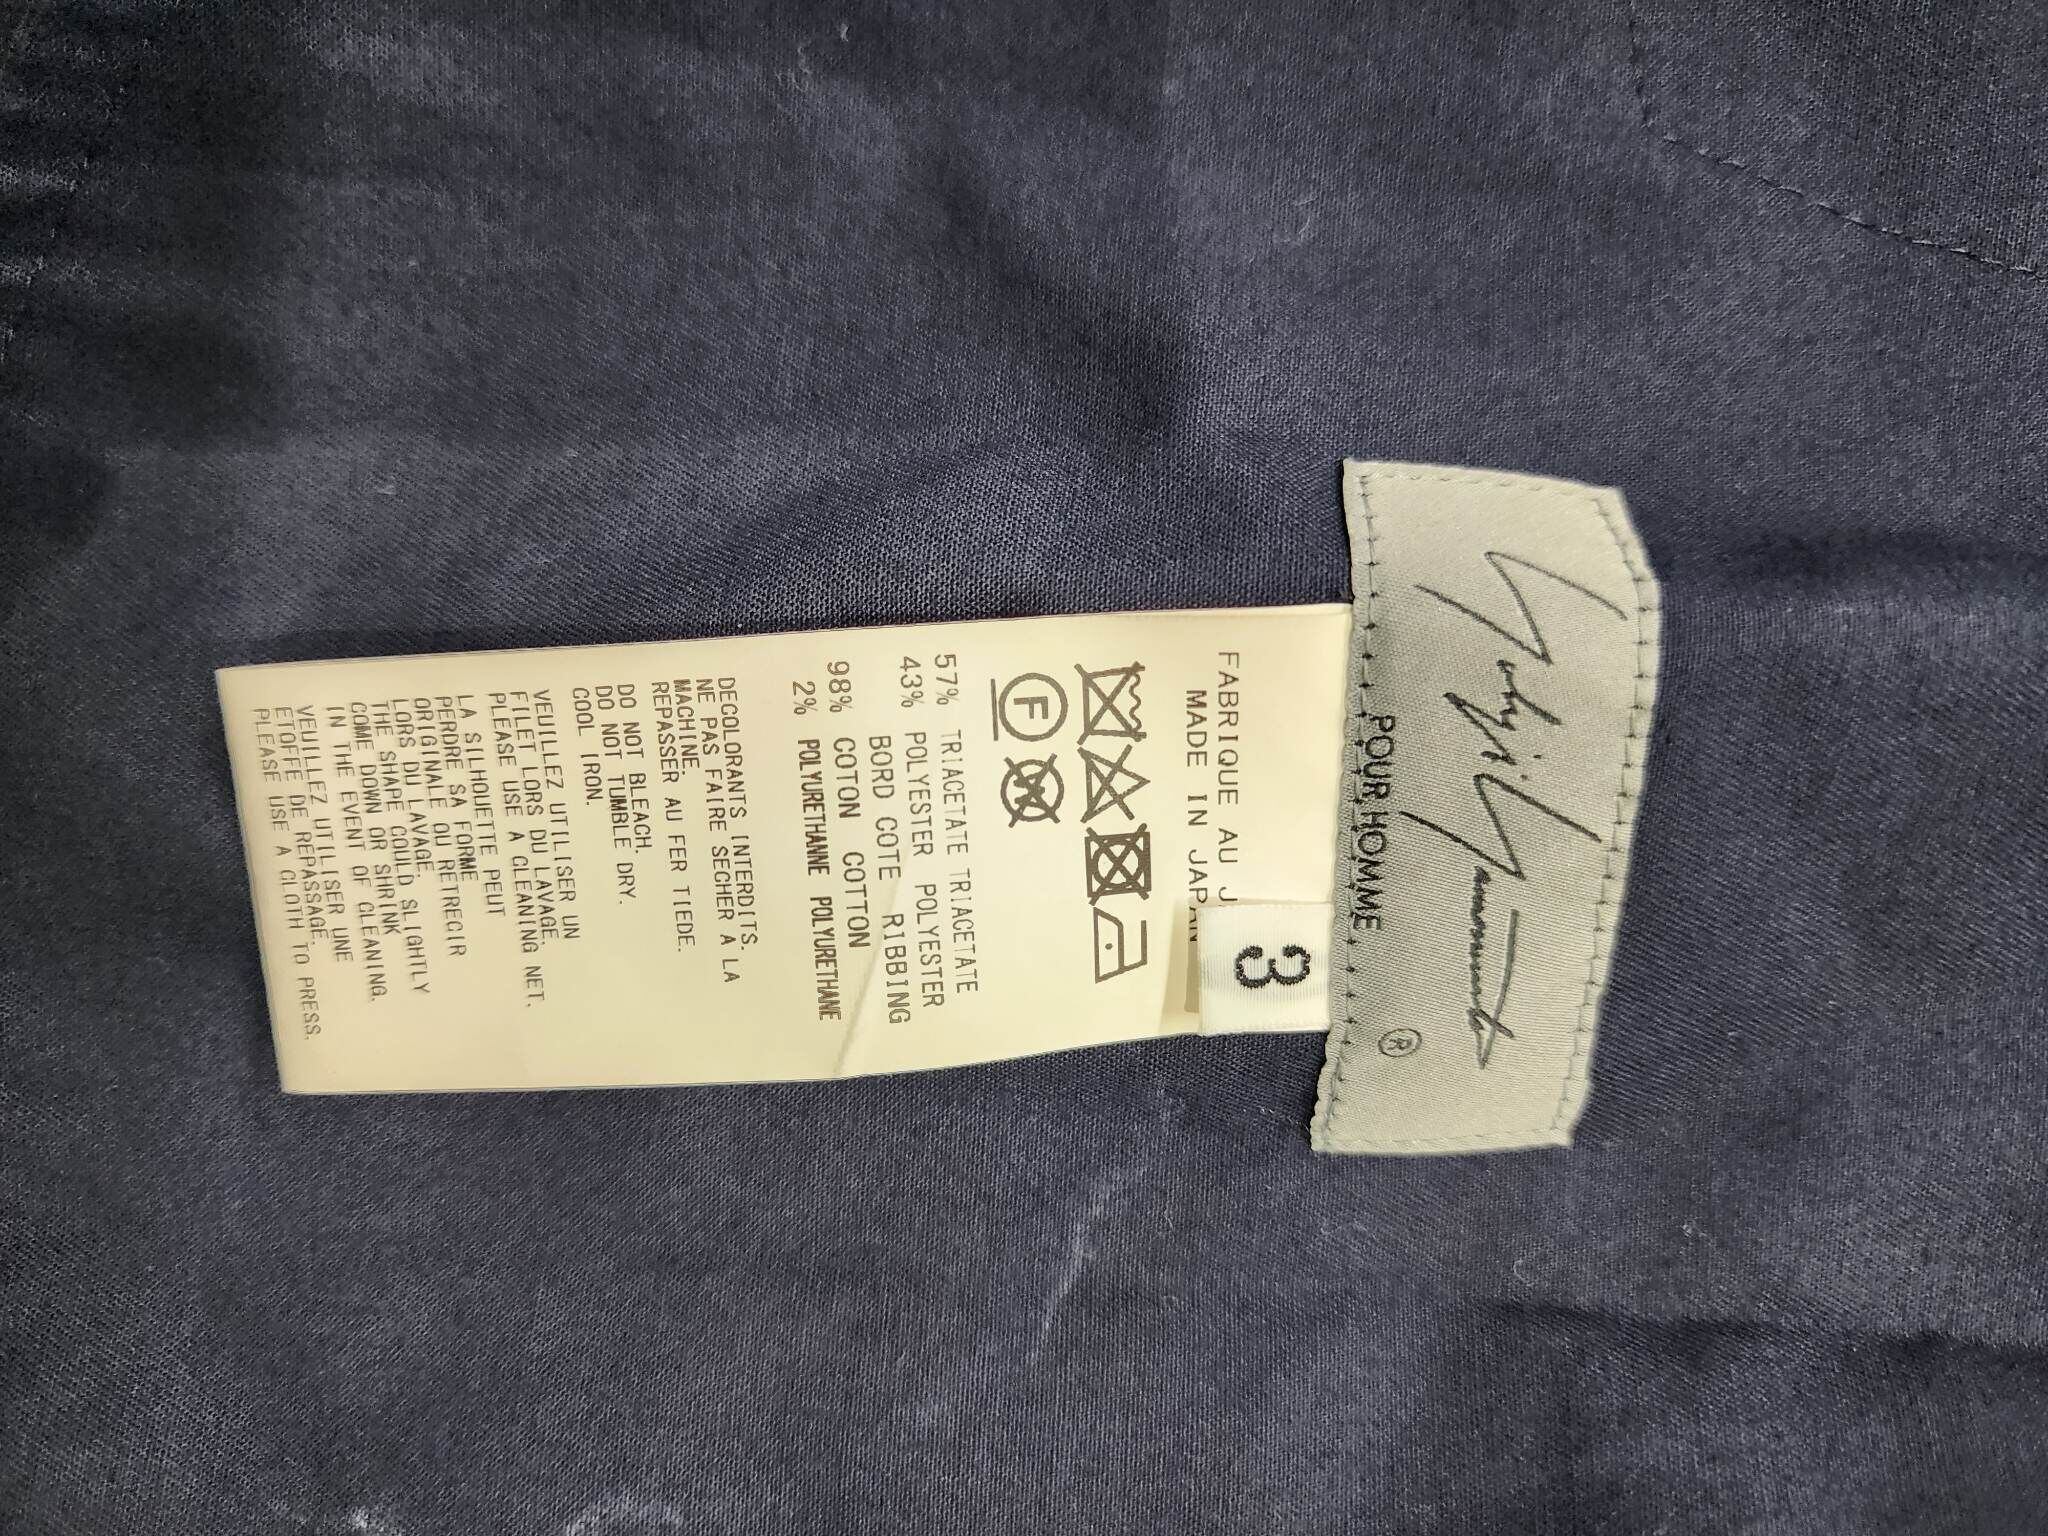 Yohji Yamamoto
POUR HOMME
®
3
FABRIQUE AU J
MADE IN JAPAN
F
W
57% TRIACETATE TRIACETATE
43% POLYESTER POLYESTER
BORD COTE RIBBING
98% COTON COTTON
2% POLYURETHANNE POLYURETHANE
DECOLORANTS INTERDITS.
NE PAS FAIRE SECHER A LA
MACHINE.
REPASSER AU FER TIEDE.
DO NOT BLEACH.
DO NOT TUMBLE DRY.
COOL IRON.
VEUILLEZ UTILISER UN
FILET LORS DU LAVAGE.
PLEASE USE A CLEANING NET.
LA SILHOUETTE PEUT
PERDRE SA FORME
ORIGINALE OU RETRECIR
LORS DU LAVAGE.
THE SHAPE COULD SLIGHTLY
COME DOWN OR SHRINK
IN THE EVENT OF CLEANING.
VEUILLEZ UTILISER UNE
ETOFFE DE REPASSAGE.
PLEASE USE A CLOTH TO PRESS.